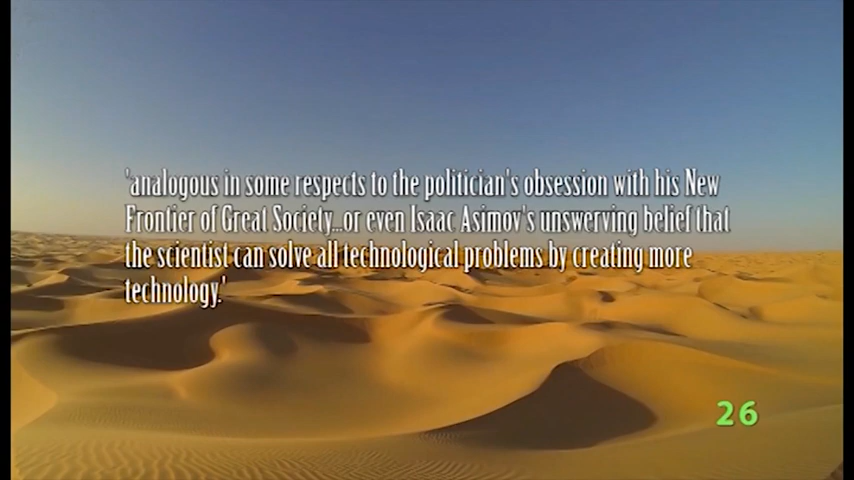 'analogous in some respects to the politician's obsession with his New
Frontier of Great Society...or even Isaac Asimov's unswerving belief that
the scientist can solve all technological problems by creating more
technology.'
26